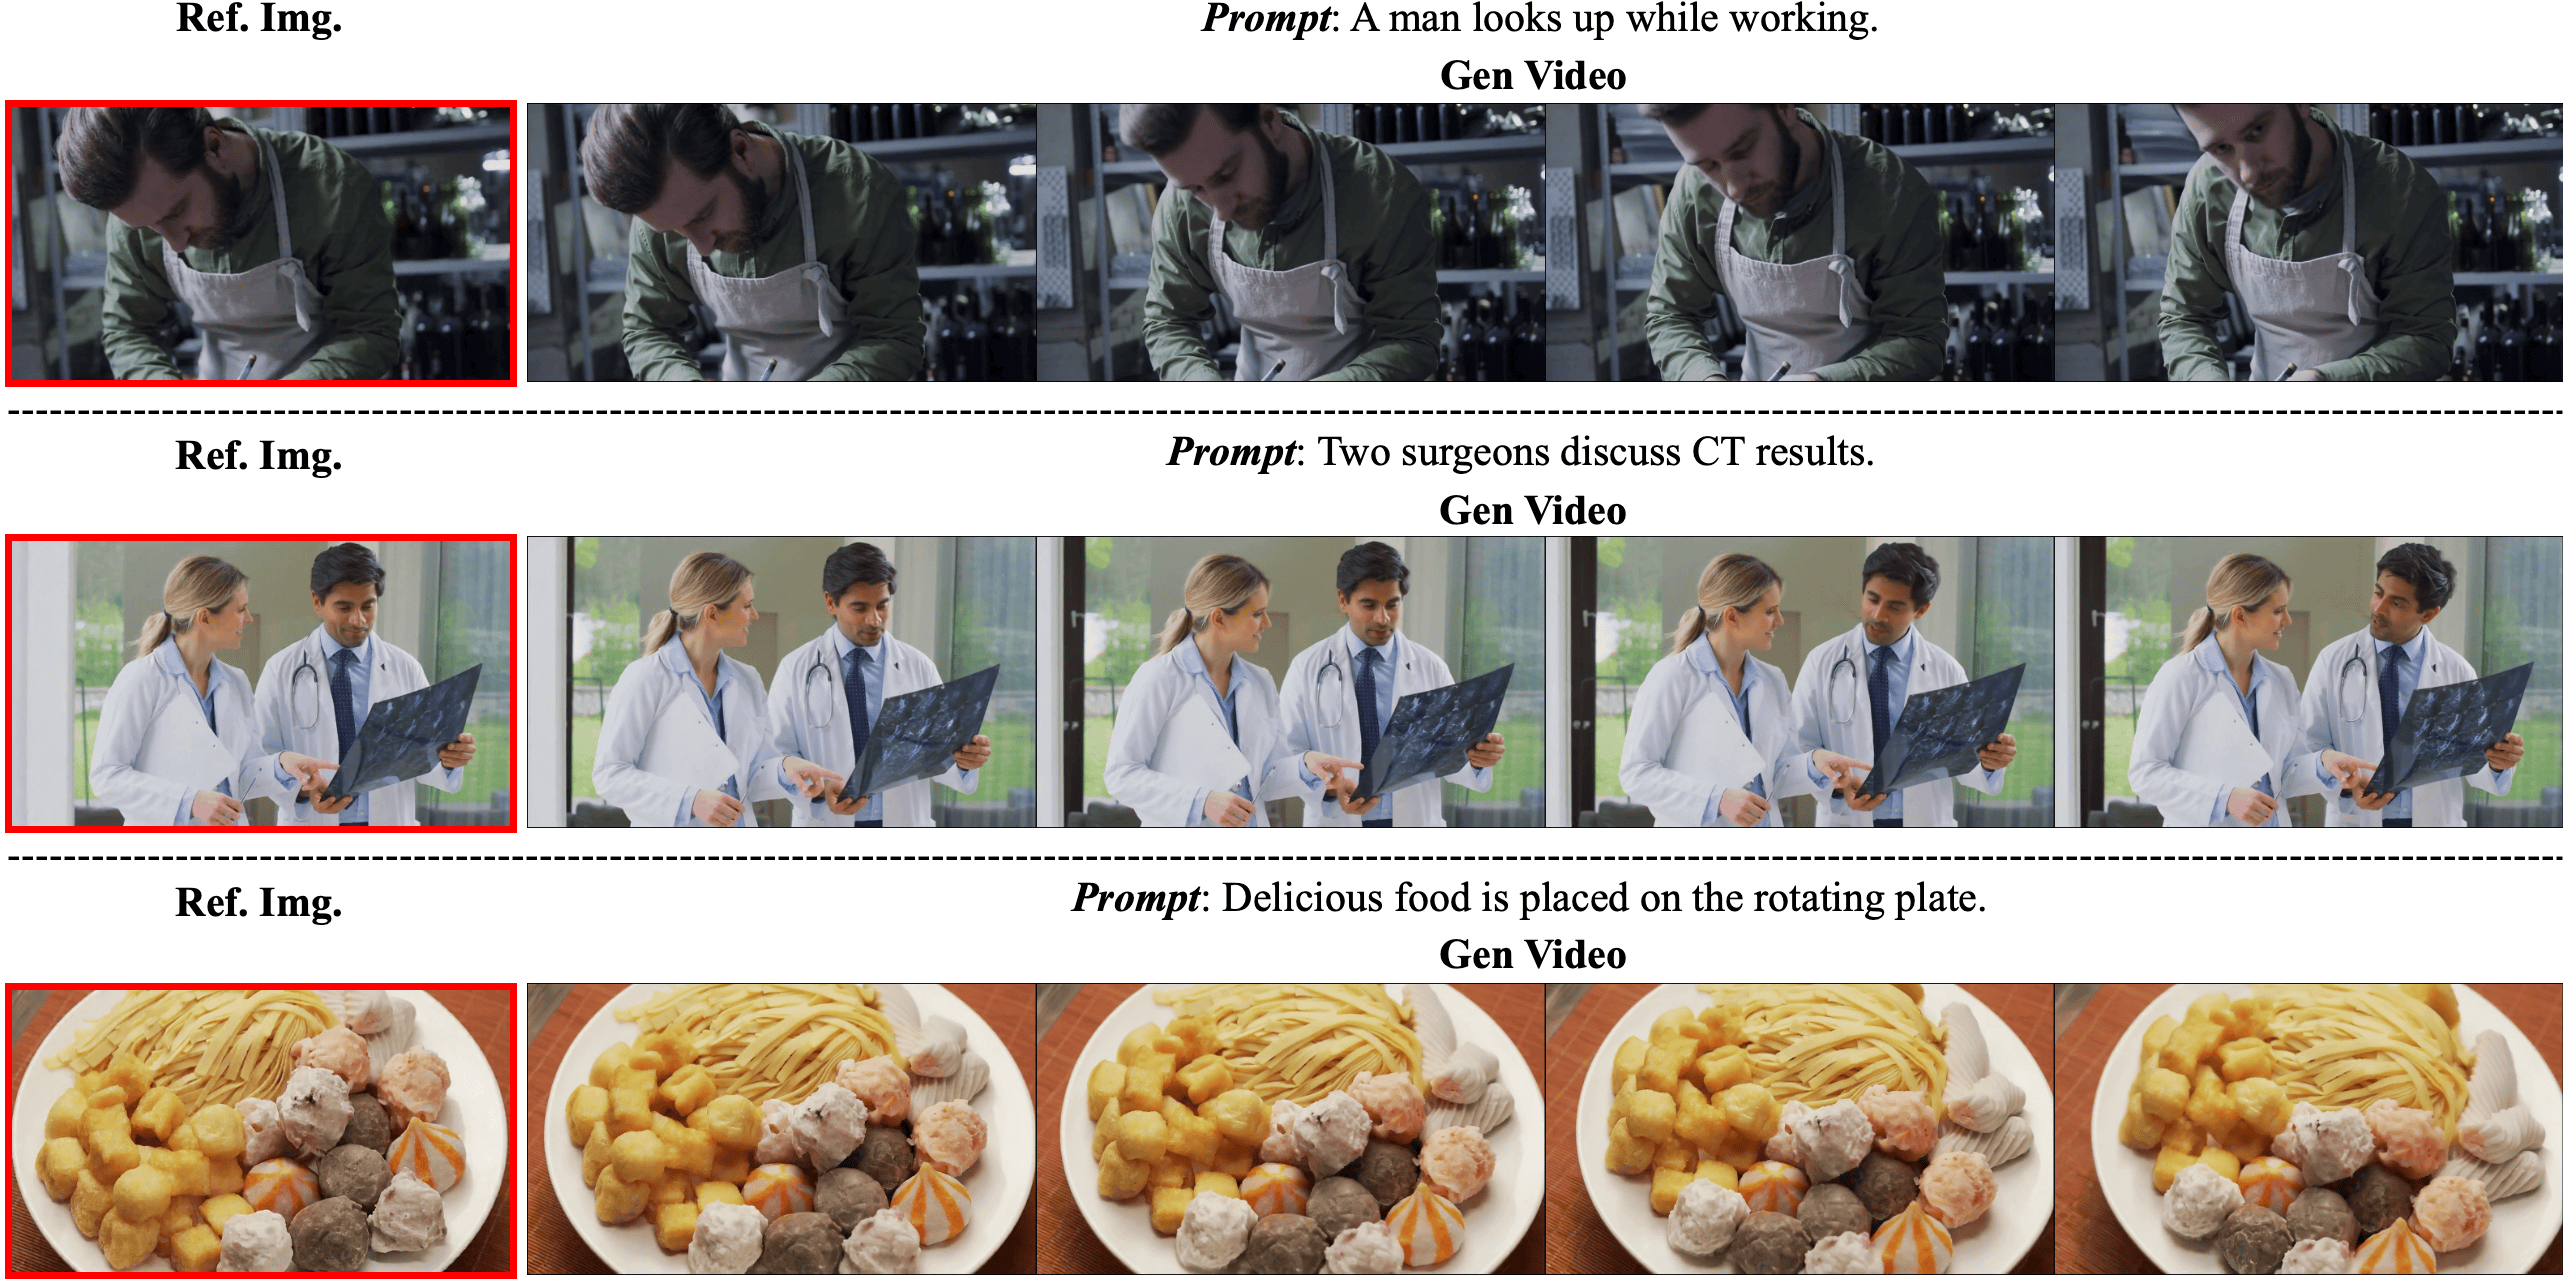 Ref. Img.
Prompt: A man looks up while working.
Gen Video
Ref. Img.
Prompt: Two surgeons discuss CT results.
Gen Video
Ref. Img.
Prompt: Delicious food is placed on the rotating plate.
Gen Video